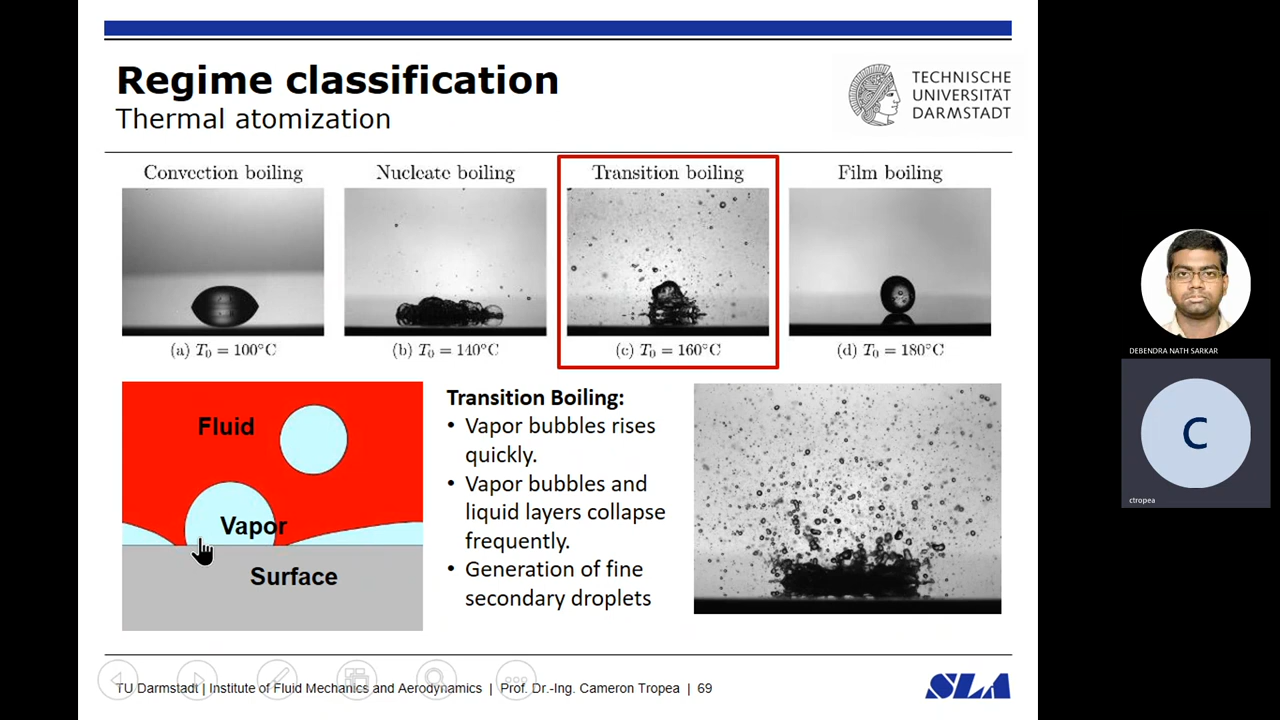 Regime classification
Thermal atomization
TECHNISCHE
UNIVERSITÄT
DARMSTADT
Convection boiling
Nucleate boiling
Transition boiling
Film boiling
(a) T₀ = 100°C
(b) T₀ = 140°C
(c) T₀ = 160°C
(d) T₀ = 180°C
Fluid
Vapor
Surface
Transition Boiling:
• Vapor bubbles rises
quickly.
• Vapor bubbles and
liquid layers collapse
frequently.
• Generation of fine
secondary droplets
TU Darmstadt | Institute of Fluid Mechanics and Aerodynamics | Prof. Dr.-Ing. Cameron Tropea | 69
SLA
DEBENDRA NATH SARKAR
C
ctropea